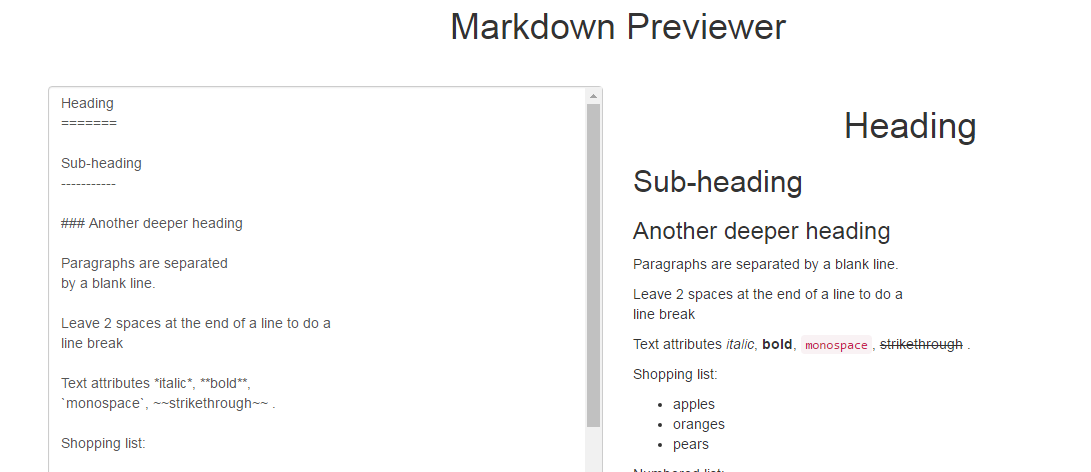 Markdown Previewer
Heading
=======
Sub-heading
-----------
### Another deeper heading
Paragraphs are separated
by a blank line.
Leave 2 spaces at the end of a line to do a
line break
Text attributes *italic*, **bold**,
`monospace`, ~~strikethrough~~ .
Shopping list:
Heading
Sub-heading
Another deeper heading
Paragraphs are separated by a blank line.
Leave 2 spaces at the end of a line to do a
line break
Text attributes italic, bold, monospace, strikethrough .
Shopping list:
• apples
• oranges
• pears
Numbered list: